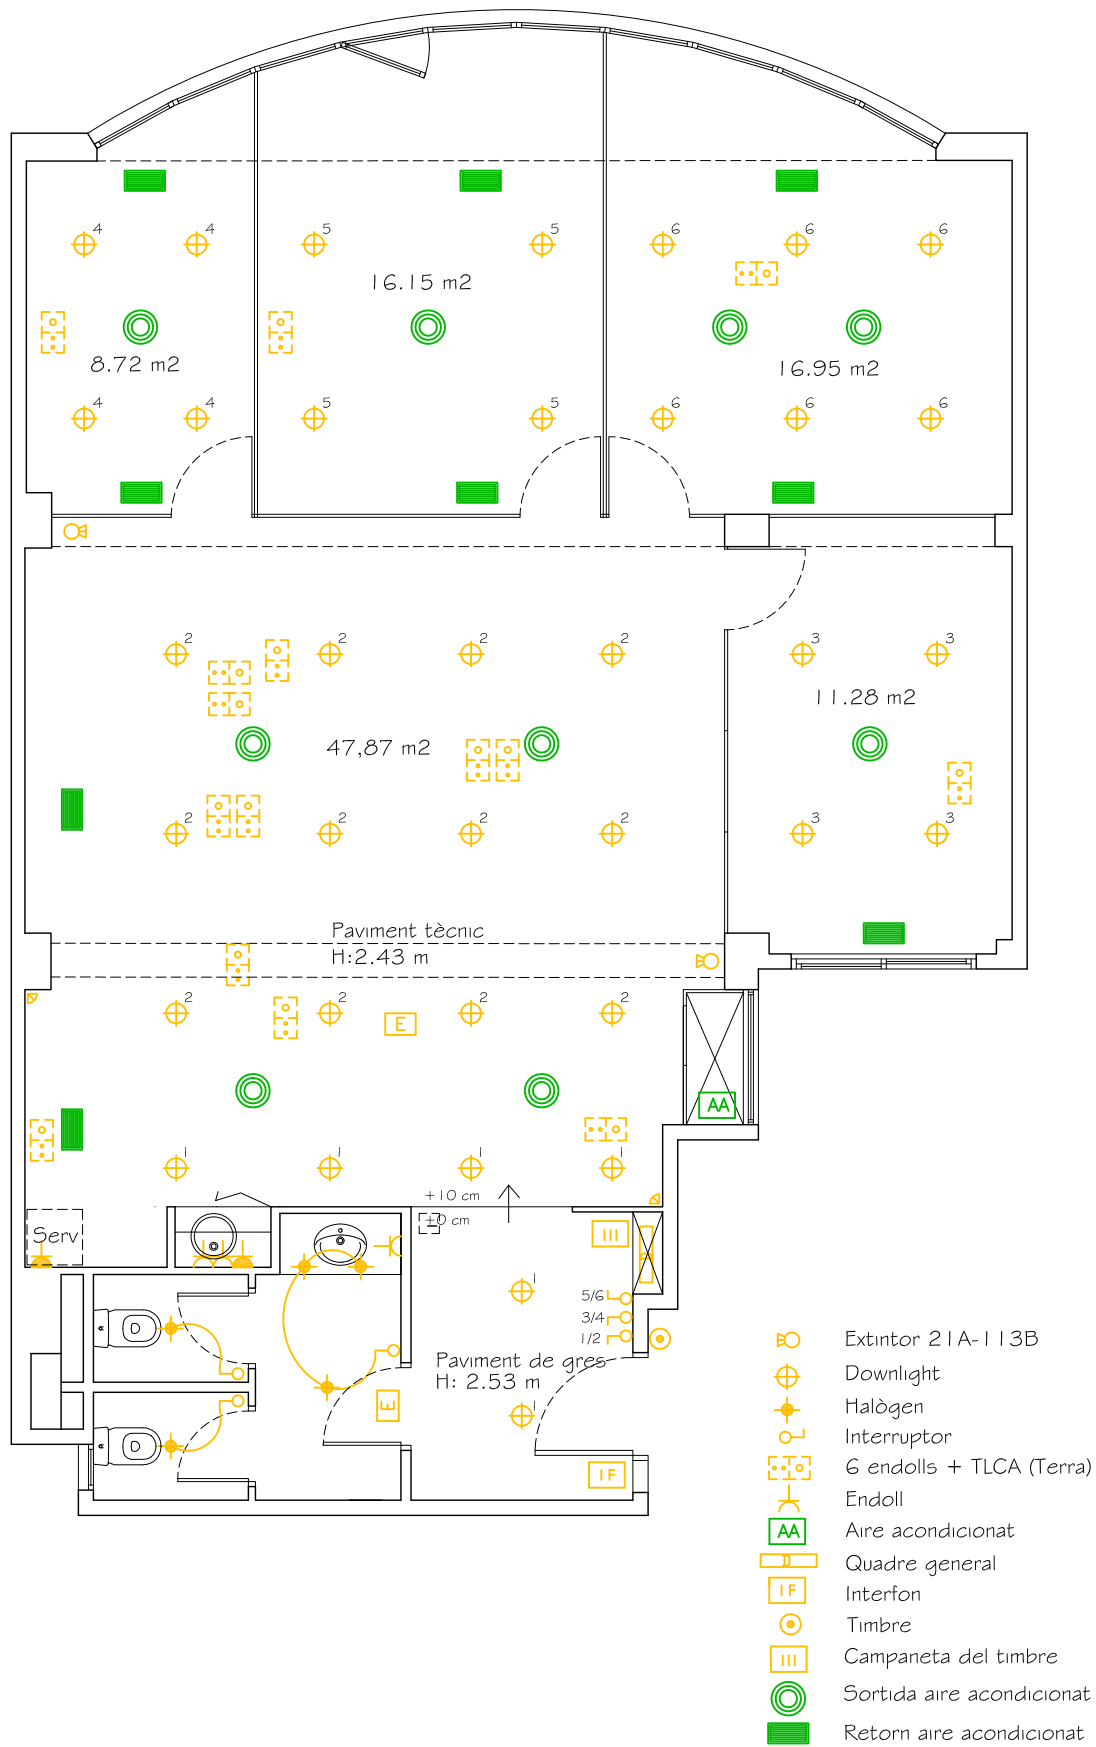 4 4 5 5 6 6 6
16.15 m2
8.72 m2
16.95 m2
4 4 5 5 6 6 6
2 2 2 2 3 3
11.28 m2
47,87 m2
2 2 2 2 3 3
Paviment tècnic
H:2.43 m
2 2 2 2
E
AA
1 1 1 1
+10 cm
+0 cm
Serv
III
1
5/6
3/4
1/2
Paviment de gres
H: 2.53 m
E
1
IF
Extintor 21A-113B
Downlight
Halògen
Interruptor
6 endolls + TLCA (Terra)
Endoll
AA Aire acondicionat
Quadre general
IF Interfon
Timbre
III Campaneta del timbre
Sortida aire acondicionat
Retorn aire acondicionat